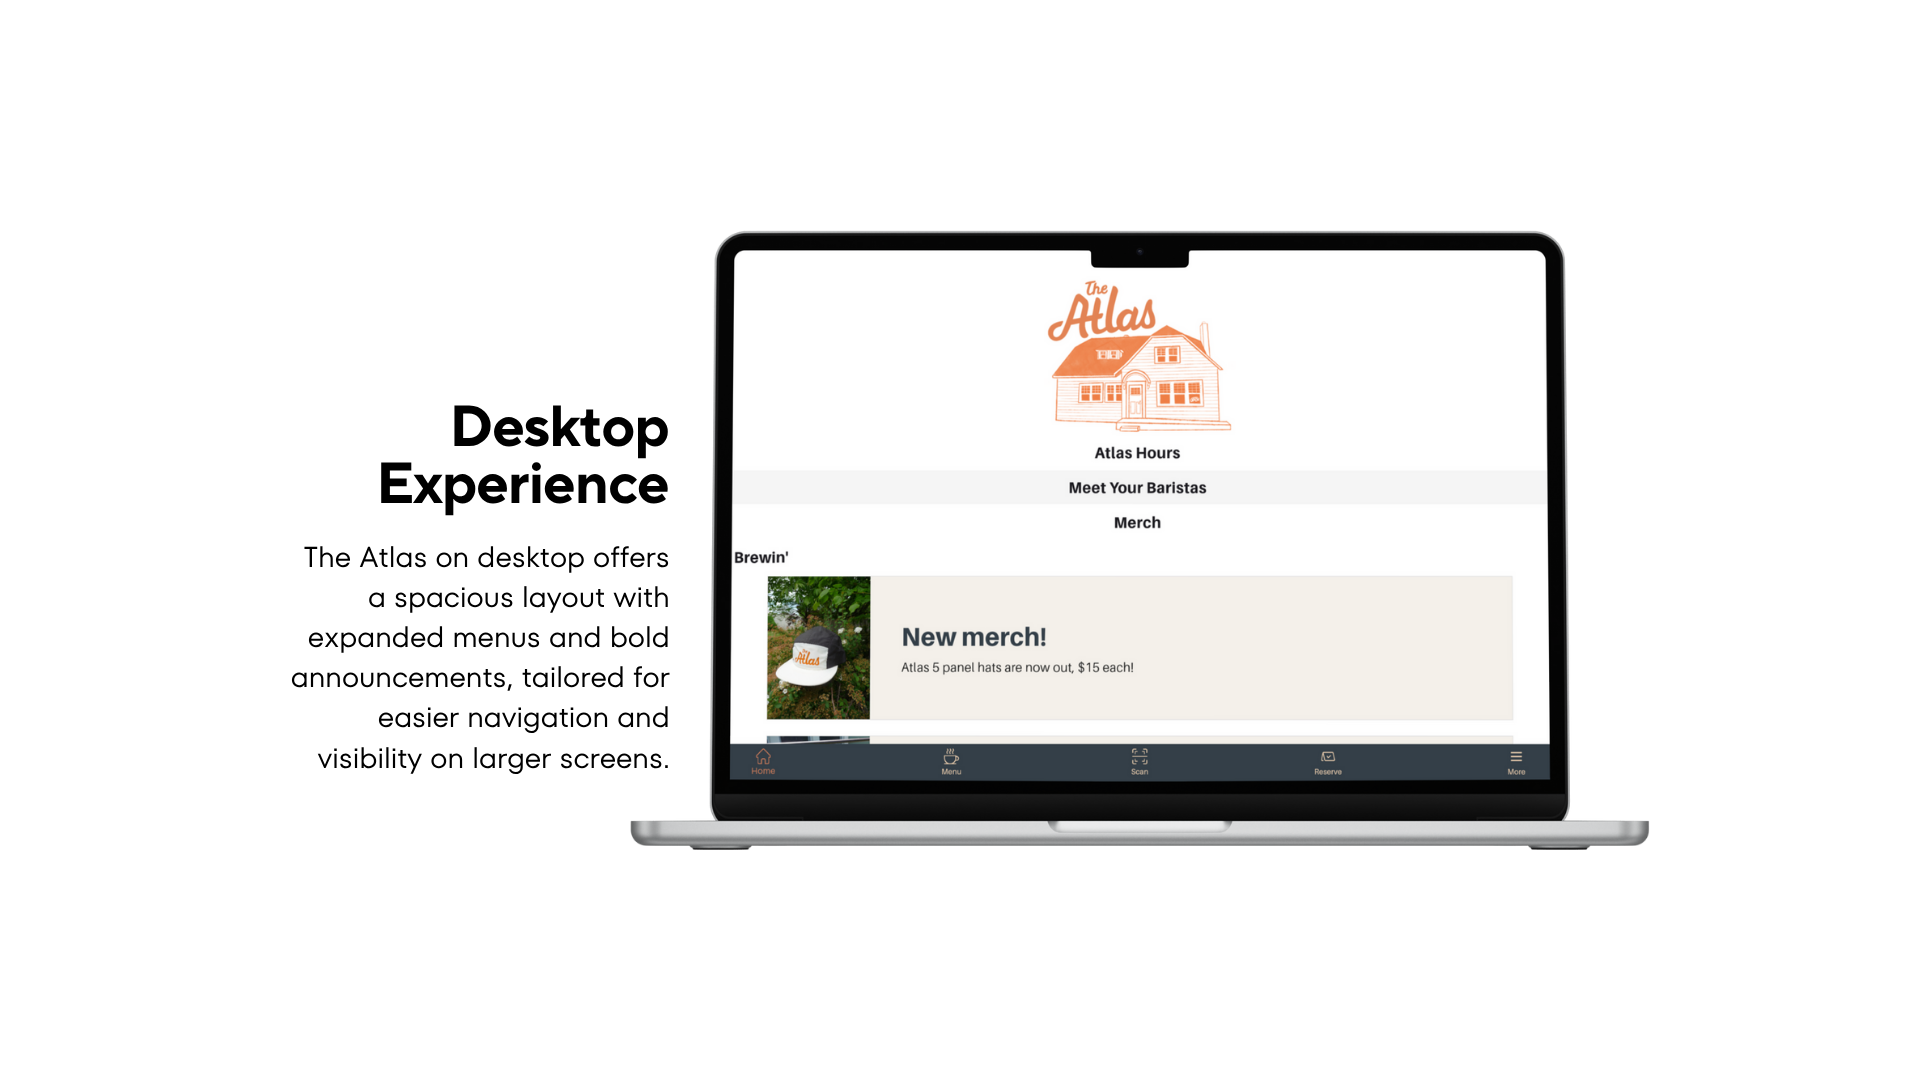 Desktop
Experience
The Atlas on desktop offers
a spacious layout with
expanded menus and bold
announcements, tailored for
easier navigation and
visibility on larger screens.
The
Atlas
Atlas Hours
Meet Your Baristas
Merch
Brewin'
The
Atlas
New merch!
Atlas 5 panel hats are now out, $15 each!
Home
Menu
Scan
Reserve
More